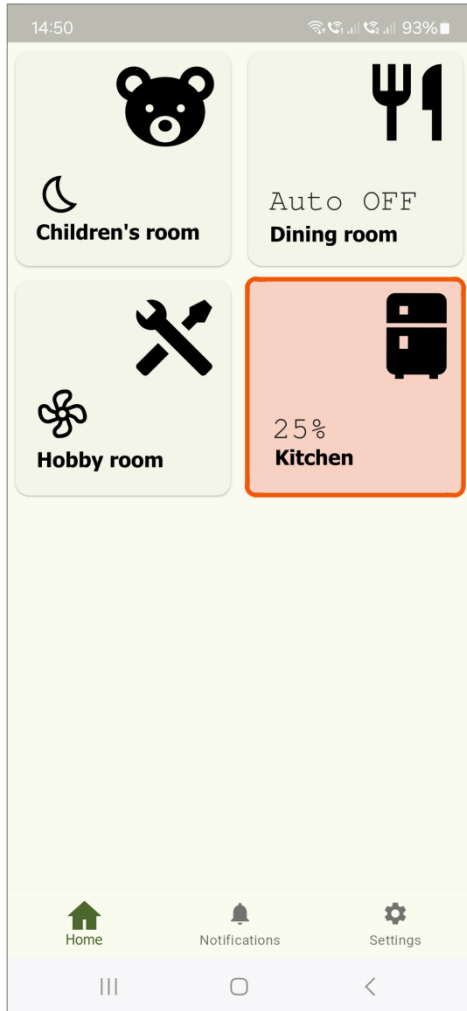 14:50 93%
Children's room
Auto OFF
Dining room
Hobby room
25%
Kitchen
Home Notifications Settings